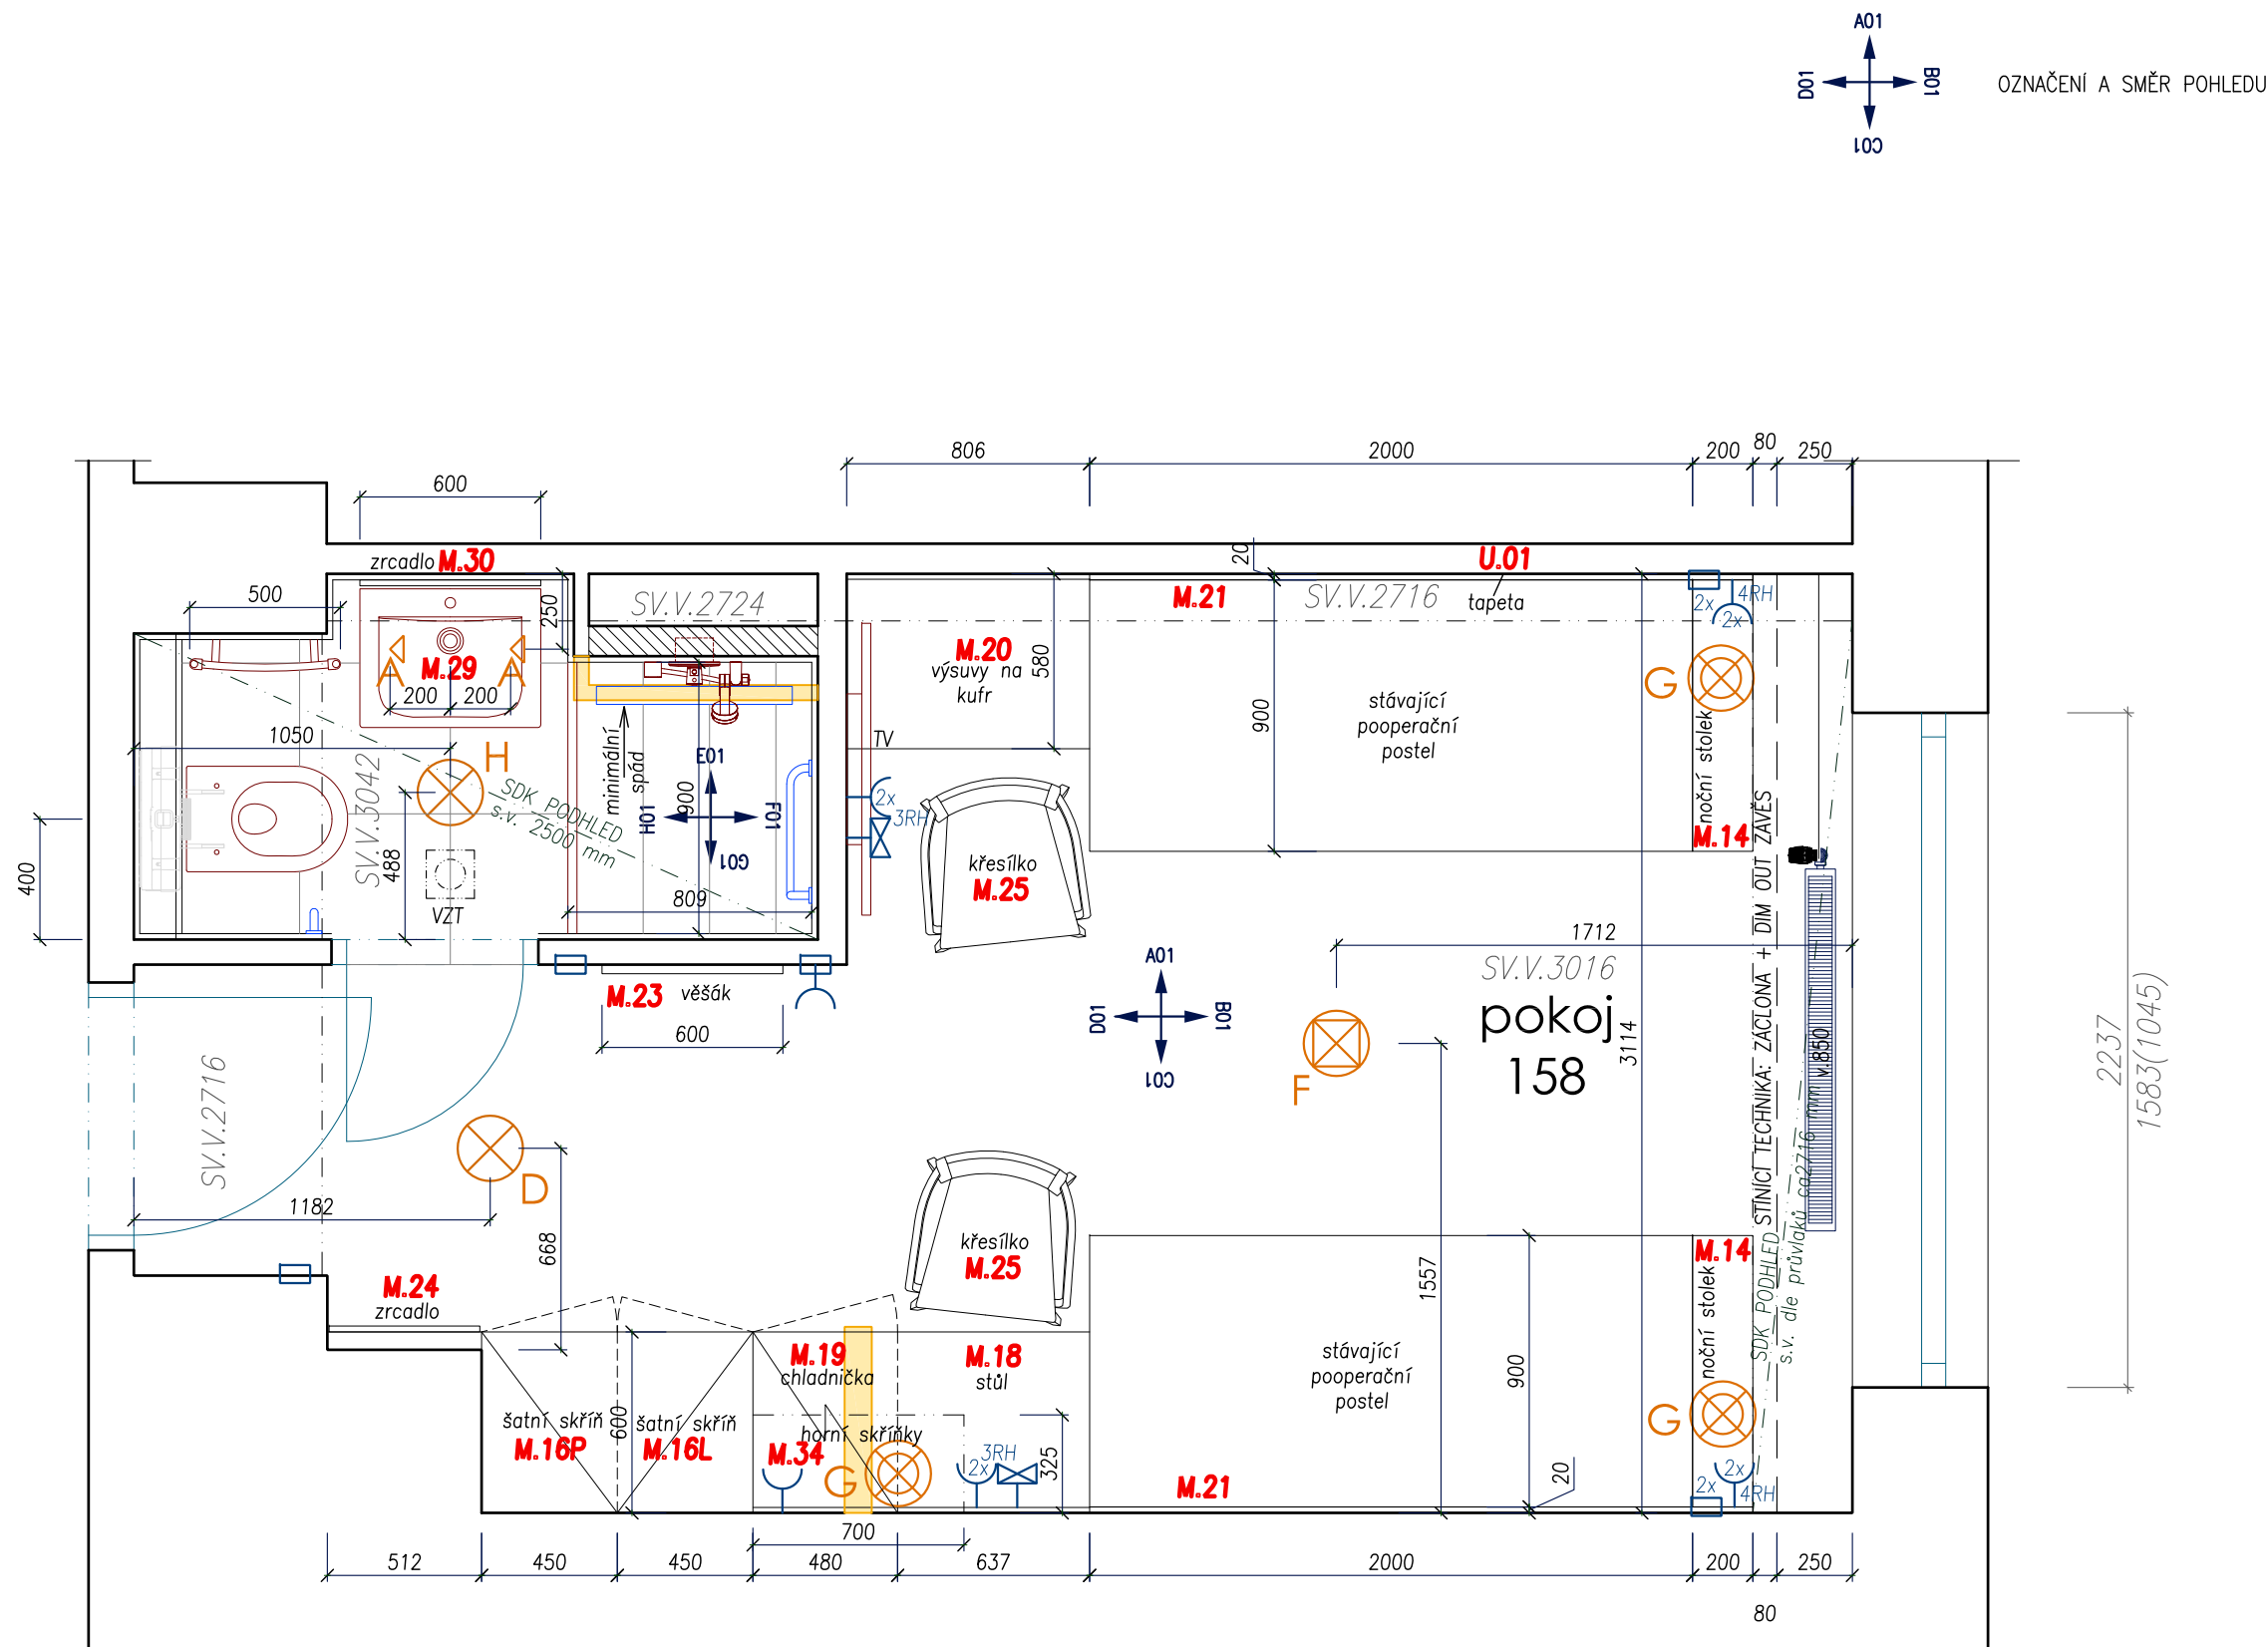 A01
D01
B01
OZNAČENÍ A SMĚR POHLEDU
C01
806
2000
200
80
250
600
zrcadlo M.30
20
U.01
500
250
SV.V.2724
M.21
SV.V.2716
tapeta
2x
4RH
2x
M.20
výsuvy na
kufr
580
M.29
A
A
200
200
G
stávající
pooperační
postel
900
noční stolek
M.14
1050
H
TV
E01
minimální
spád
900
H01
F01
G01
2x
3RH
SV.V.3042
SDK PODHLED
s.v. 2500 mm
488
400
VZT
809
křesílko
M.25
1712
SV.V.3016
pokoj
158
3114
STÍNÍCÍ TECHNIKA: ZÁCLONA + DIM OUT ZÁVĚS
v.850
2237
1583(1045)
M.23
věšák
600
A01
D01
B01
C01
F
SV.V.2716
D
1182
668
křesílko
M.25
1557
M.14
noční stolek
SDK PODHLED
s.v. dle průvlaků ca2716 mm
M.24
zrcadlo
M.19
chladnička
M.18
stůl
stávající
pooperační
postel
900
G
šatní skříň
M.16P
600
šatní skříň
M.16L
horní skříňky
M.34
G
3RH
2x
325
M.21
20
2x
2x
4RH
700
512
450
450
480
637
2000
200
250
80